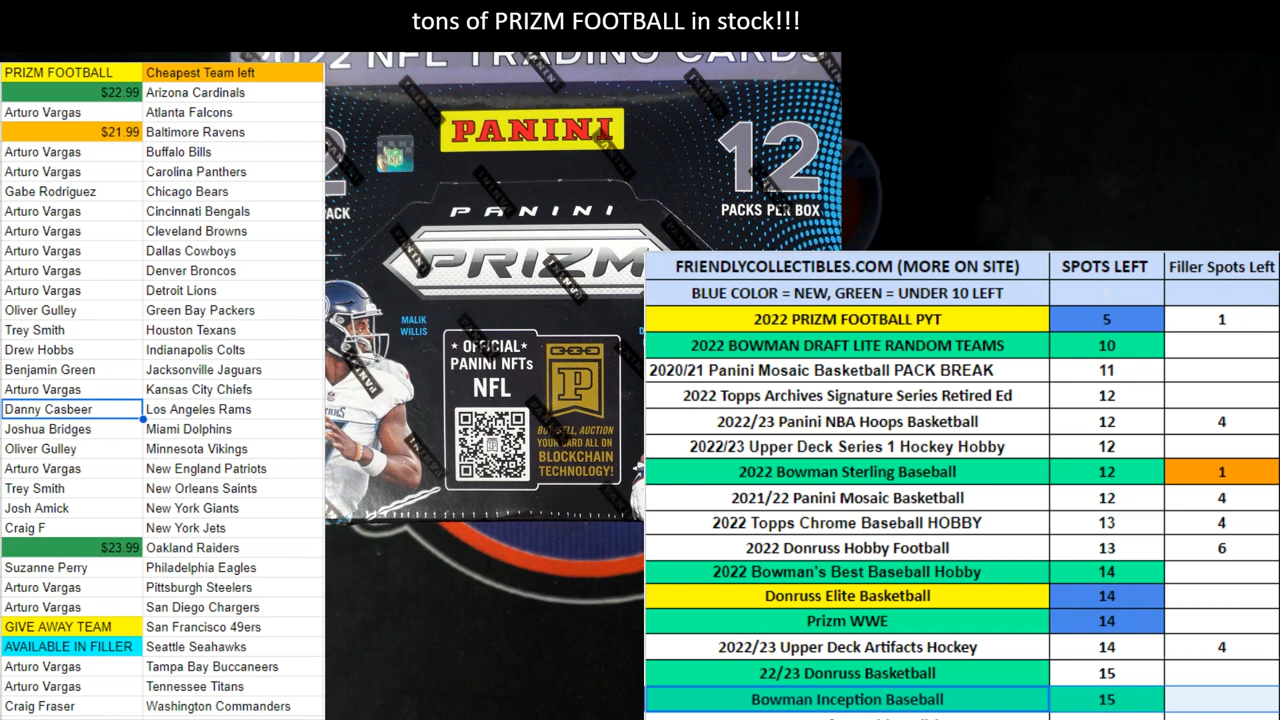 tons of PRIZM FOOTBALL in stock!!!
PRIZM FOOTBALL Cheapest Team left
$22.99 Arizona Cardinals
Arturo Vargas Atlanta Falcons
$21.99 Baltimore Ravens
Arturo Vargas Buffalo Bills
Arturo Vargas Carolina Panthers
Gabe Rodriguez Chicago Bears
Arturo Vargas Cincinnati Bengals
Arturo Vargas Cleveland Browns
Arturo Vargas Dallas Cowboys
Arturo Vargas Denver Broncos
Arturo Vargas Detroit Lions
Oliver Gulley Green Bay Packers
Trey Smith Houston Texans
Drew Hobbs Indianapolis Colts
Benjamin Green Jacksonville Jaguars
Arturo Vargas Kansas City Chiefs
Danny Casbeer Los Angeles Rams
Joshua Bridges Miami Dolphins
Oliver Gulley Minnesota Vikings
Arturo Vargas New England Patriots
Trey Smith New Orleans Saints
Josh Amick New York Giants
Craig F New York Jets
$23.99 Oakland Raiders
Suzanne Perry Philadelphia Eagles
Arturo Vargas Pittsburgh Steelers
Arturo Vargas San Diego Chargers
GIVE AWAY TEAM San Francisco 49ers
AVAILABLE IN FILLER Seattle Seahawks
Arturo Vargas Tampa Bay Buccaneers
Arturo Vargas Tennessee Titans
Craig Fraser Washington Commanders
2022 NFL TRADING CARDS
PANINI
12
PACKS PER BOX
PACK
PANINI
PRIZM
MALIK
WILLIS
★ OFFICIAL ★
PANINI NFTs
NFL
BUY, SELL, AUCTION
YOUR CARD ALL ON
BLOCKCHAIN
TECHNOLOGY!
FRIENDLYCOLLECTIBLES.COM (MORE ON SITE) SPOTS LEFT Filler Spots Left
BLUE COLOR = NEW, GREEN = UNDER 10 LEFT
2022 PRIZM FOOTBALL PYT 5 1
2022 BOWMAN DRAFT LITE RANDOM TEAMS 10
2020/21 Panini Mosaic Basketball PACK BREAK 11
2022 Topps Archives Signature Series Retired Ed 12
2022/23 Panini NBA Hoops Basketball 12 4
2022/23 Upper Deck Series 1 Hockey Hobby 12
2022 Bowman Sterling Baseball 12 1
2021/22 Panini Mosaic Basketball 12 4
2022 Topps Chrome Baseball HOBBY 13 4
2022 Donruss Hobby Football 13 6
2022 Bowman's Best Baseball Hobby 14
Donruss Elite Basketball 14
Prizm WWE 14
2022/23 Upper Deck Artifacts Hockey 14 4
22/23 Donruss Basketball 15
Bowman Inception Baseball 15